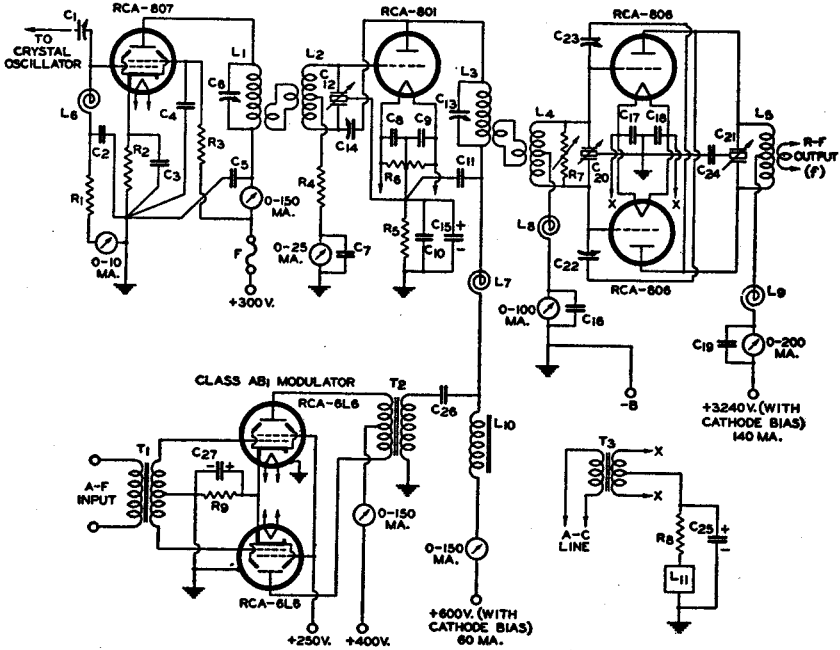 RCA-807
RCA-801
RCA-806
C1
TO
CRYSTAL
OSCILLATOR
L6
C2
R1
0-10
MA.
R2
C3
C4
R3
C5
C6
L1
0-150
MA.
F
+300V.
L2
C12
C14
R4
0-25
MA.
C7
C8
C9
R6
R5
C10
C15
+
-
C11
C13
L3
L7
L4
R7
C20
L8
0-100
MA.
C16
-B
C23
C17
C18
X
X
C22
RCA-806
C24
C21
L5
R-F
OUTPUT
(f)
L9
C19
0-200
MA.
+3240V.(WITH
CATHODE BIAS)
140 MA.
CLASS AB1 MODULATOR
RCA-6L6
T1
A-F
INPUT
C27
- +
R9
RCA-6L6
+250V.
+400V.
0-150
MA.
T2
C26
L10
0-150
MA.
+600V.(WITH
CATHODE BIAS)
60 MA.
T3
X
X
A-C
LINE
R8
C25
+
-
L11